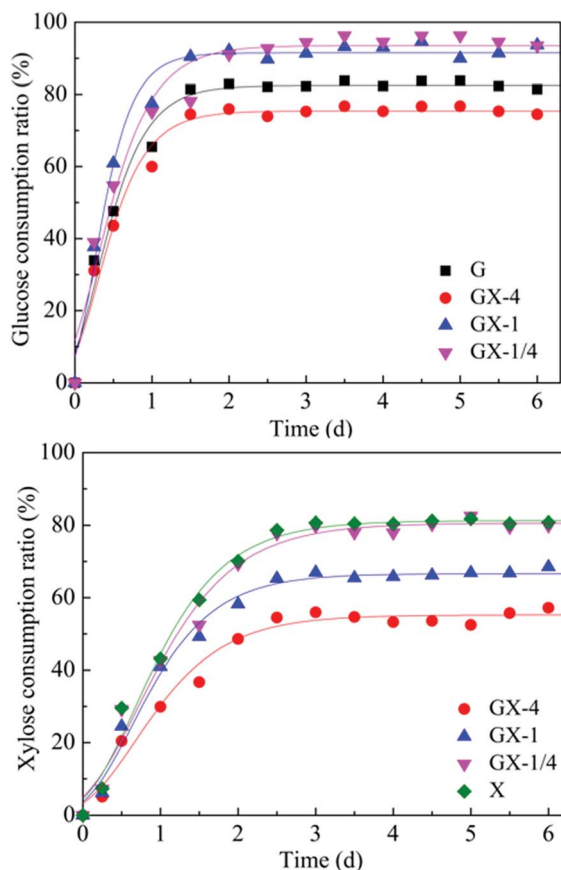 Glucose consumption ratio (%)
100
80
60
40
20
0
G
GX-4
GX-1
GX-1/4
0 1 2 3 4 5 6
Time (d)
Xylose consumption ratio (%)
100
80
60
40
20
0
GX-4
GX-1
GX-1/4
X
0 1 2 3 4 5 6
Time (d)